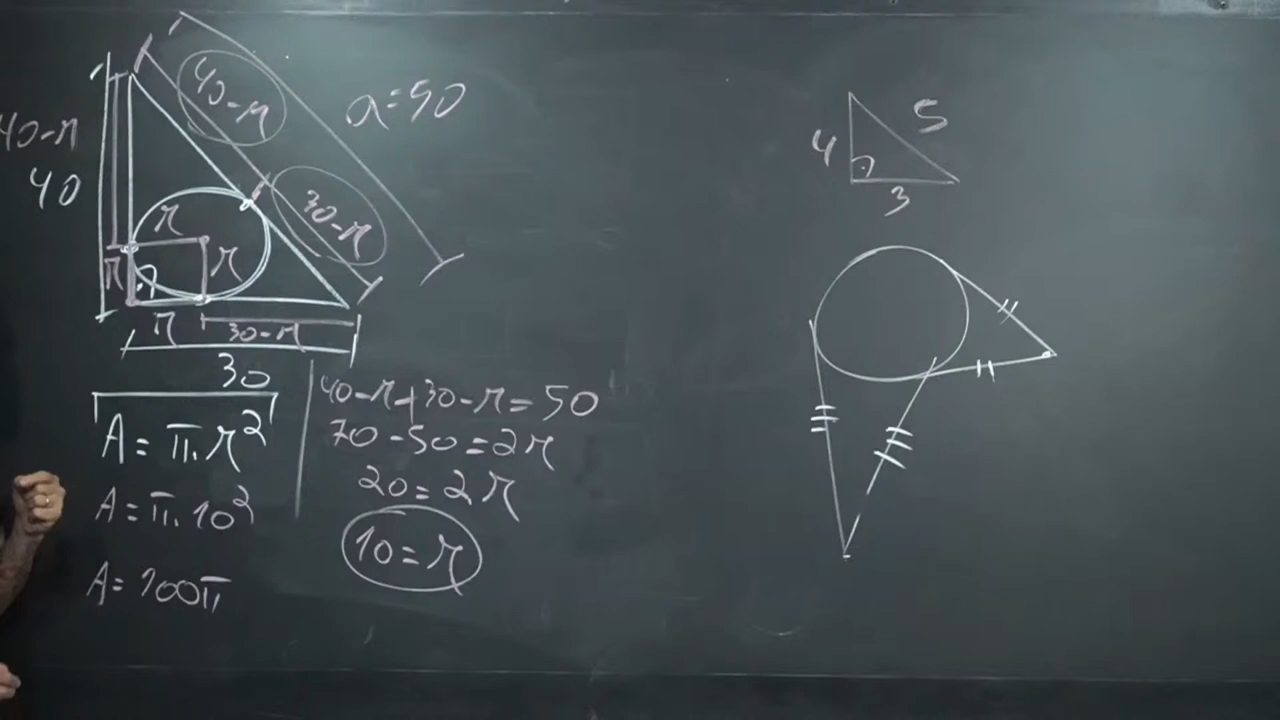 40-r
40
40-r
30-r
a=50
r
r
r
r
30-r
30
A=π.r²
A=π.10²
A=100π
40-r+30-r=50
70-50=2r
20=2r
10=r
4
5
3